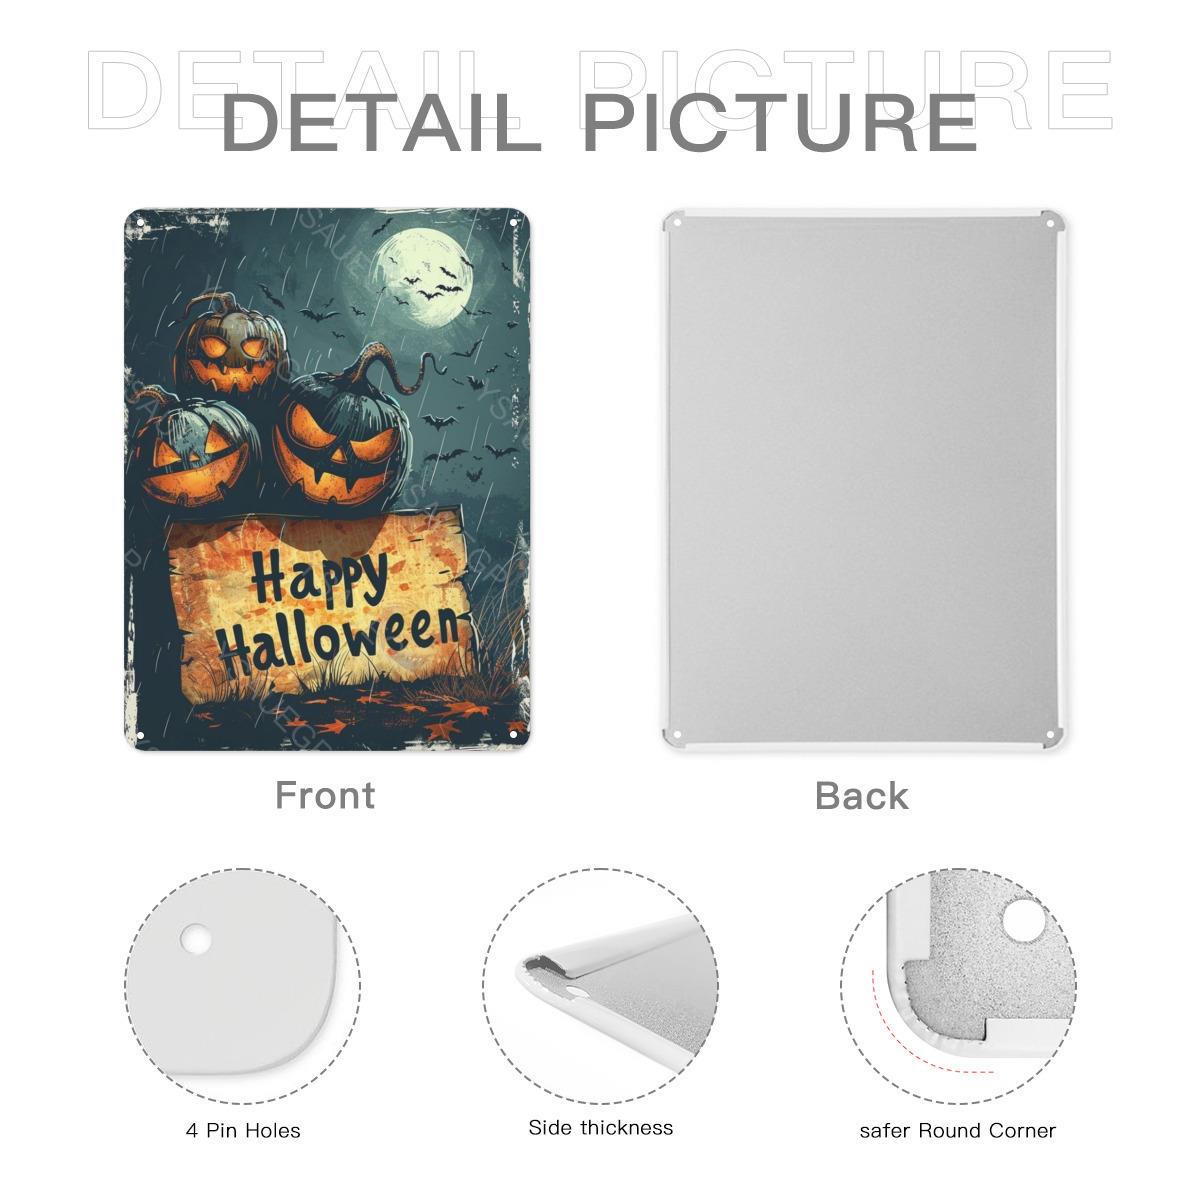 DETAIL PICTURE
DETAIL PICTURE
Happy
Halloween
Front
Back
4 Pin Holes
Side thickness
safer Round Corner